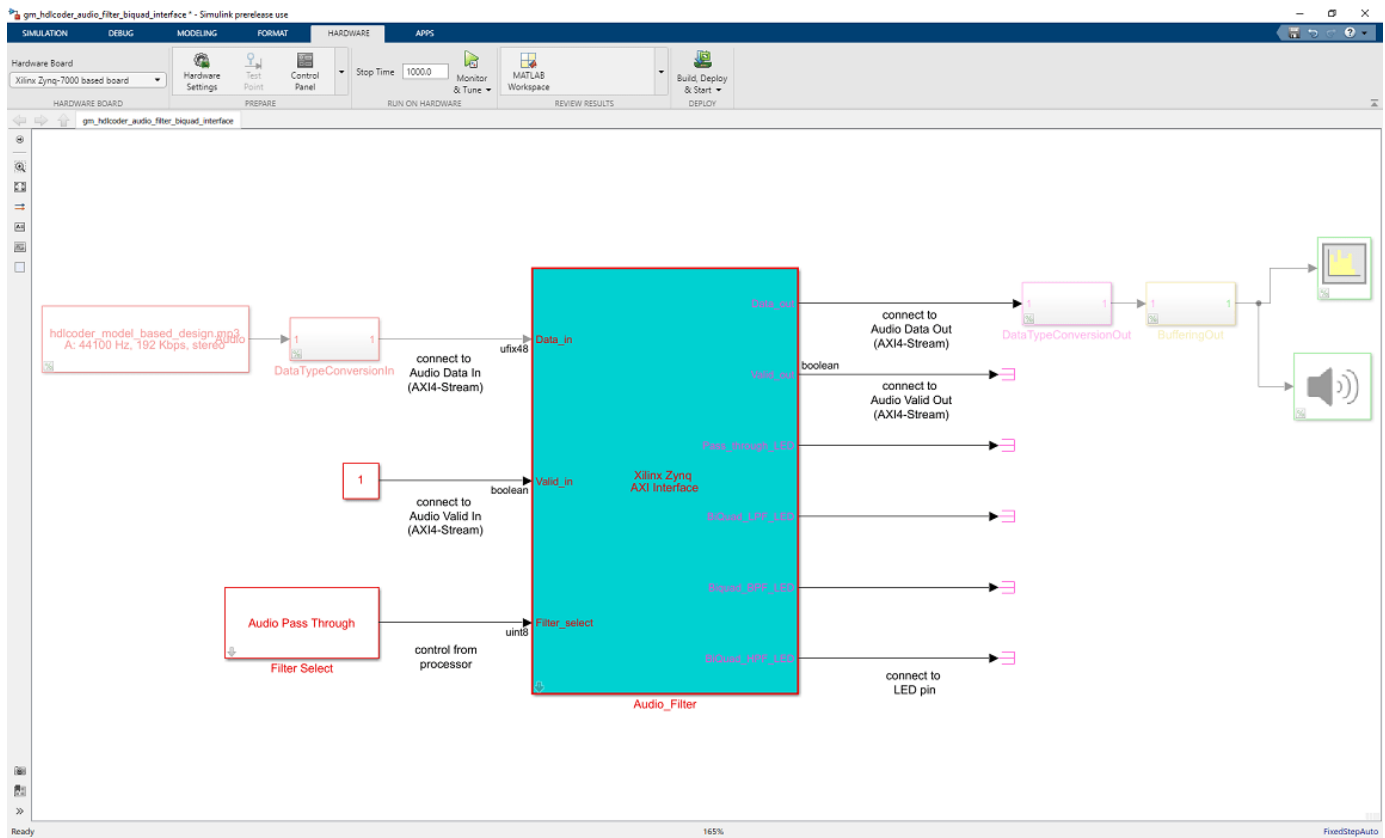 gm_hdlcoder_audio_filter_biquad_interface * - Simulink prerelease use
SIMULATION
DEBUG
MODELING
FORMAT
HARDWARE
APPS
Hardware Board
Xilinx Zynq-7000 based board
HARDWARE BOARD
Hardware
Settings
Test
Point
Control
Panel
PREPARE
Stop Time
1000.0
Monitor
& Tune
RUN ON HARDWARE
MATLAB
Workspace
REVIEW RESULTS
Build, Deploy
& Start
DEPLOY
gm_hdlcoder_audio_filter_biquad_interface
hdlcoder_model_based_design.mp3
A: 44100 Hz, 192 Kbps, stereo
Audio
1
1
DataTypeConversionIn
connect to
Audio Data In
(AXI4-Stream)
ufix48
Data_in
1
boolean
Valid_in
connect to
Audio Valid In
(AXI4-Stream)
Audio Pass Through
Filter Select
control from
processor
uint8
Filter_select
Xilinx Zynq
AXI Interface
Audio_Filter
Data_out
connect to
Audio Data Out
(AXI4-Stream)
Valid_out
boolean
connect to
Audio Valid Out
(AXI4-Stream)
Pass_through_LED
BiQuad_LPF_LED
Biquad_BPF_LED
BiQuad_HPF_LED
connect to
LED pin
1
1
DataTypeConversionOut
1
1
BufferingOut
Ready
165%
FixedStepAuto